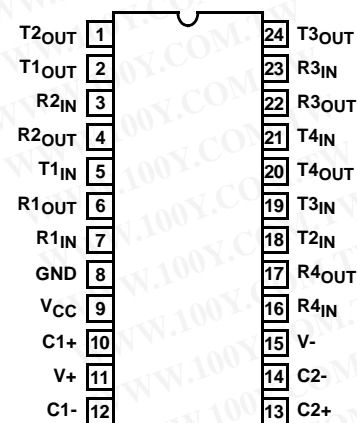 T2OUT 1 24 T3OUT
T1OUT 2 23 R3IN
R2IN 3 22 R3OUT
R2OUT 4 21 T4IN
T1IN 5 20 T4OUT
R1OUT 6 19 T3IN
R1IN 7 18 T2IN
GND 8 17 R4OUT
VCC 9 16 R4IN
C1+ 10 15 V-
V+ 11 14 C2-
C1- 12 13 C2+